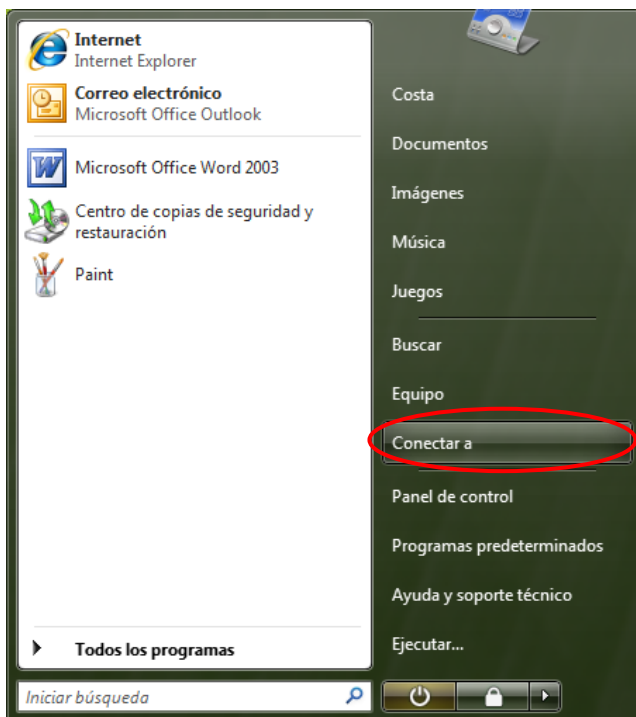 Internet
Internet Explorer
Correo electrónico
Microsoft Office Outlook
Microsoft Office Word 2003
Centro de copias de seguridad y
restauración
Paint
Todos los programas
Iniciar búsqueda
Costa
Documentos
Imágenes
Música
Juegos
Buscar
Equipo
Conectar a
Panel de control
Programas predeterminados
Ayuda y soporte técnico
Ejecutar...